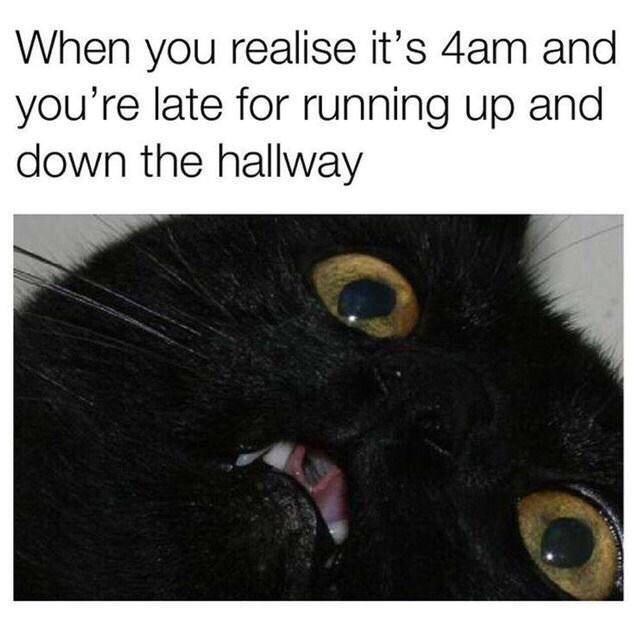 When you realise it’s 4am and
you’re late for running up and
down the hallway